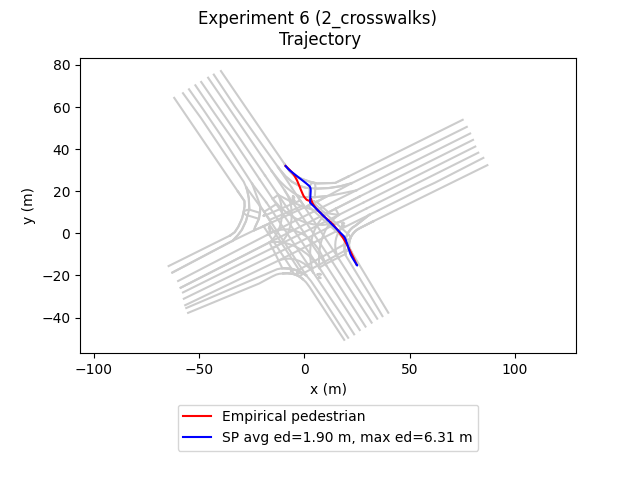 Experiment 6 (2_crosswalks)
Trajectory
80
60
40
20
0
−20
−40
y (m)
−100
−50
0
50
100
x (m)
Empirical pedestrian
SP avg ed=1.90 m, max ed=6.31 m